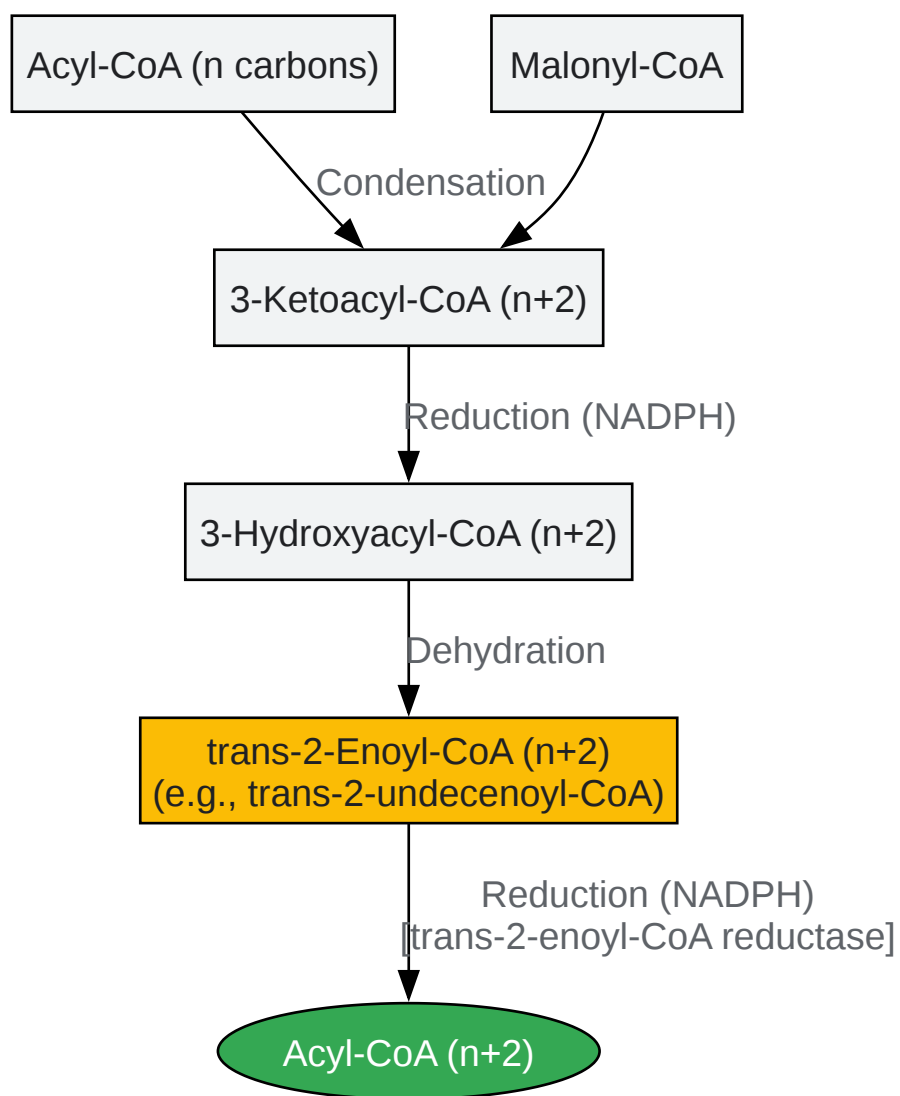 Acyl-CoA (n carbons)
Malonyl-CoA
Condensation
3-Ketoacyl-CoA (n+2)
Reduction (NADPH)
3-Hydroxyacyl-CoA (n+2)
Dehydration
trans-2-Enoyl-CoA (n+2)
(e.g., trans-2-undecenoyl-CoA)
Reduction (NADPH)
[trans-2-enoyl-CoA reductase]
Acyl-CoA (n+2)